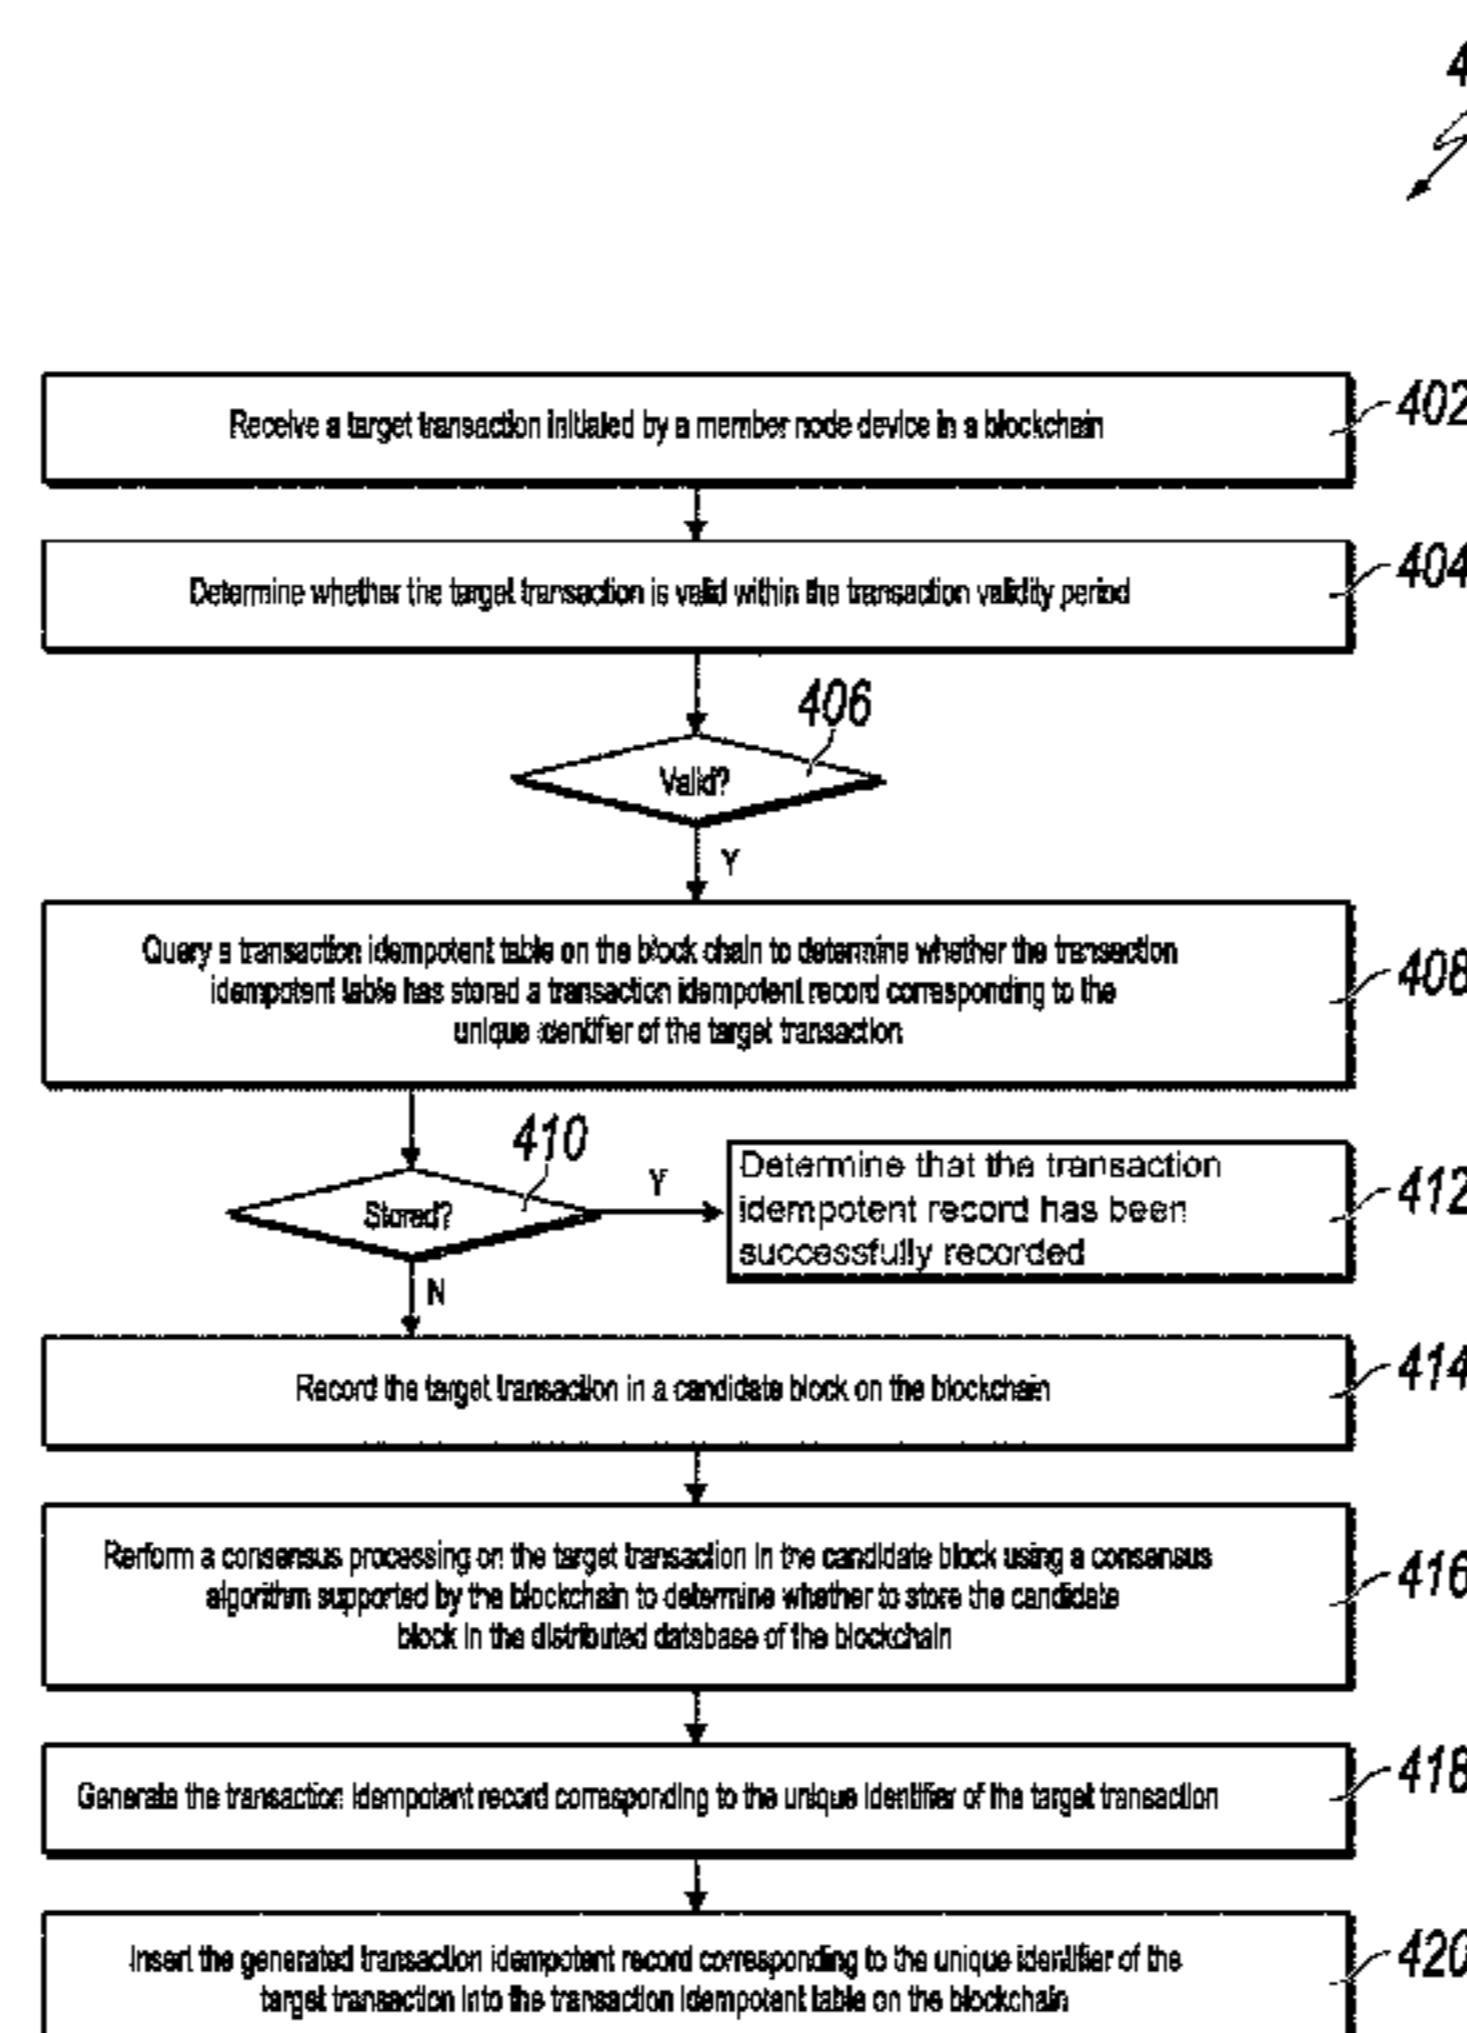 4
Receive a target transaction initiated by a member node device in a blockchain
402
Determine whether the target transaction is valid within the transaction validity period
404
406
Valid?
Y
Query a transaction idempotent table on the block chain to determine whether the transection
idempotent table has stored a transaction idempotent record corresponding to the
unique identifier of the target transaction
408
410
Stored?
Y
Determine that the transaction
idempotent record has been
successfully recorded
412
N
Record the target transaction in a candidate block on the blockchain
414
Rerform a consensus processing on the target transaction in the candidate block using a consensus
algorithm supported by the blockchain to determine whether to store the candidate
block in the distributed database of the blockchain
416
Generate the transaction idempotent record corresponding to the unique identifier of the target transaction
418
Insert the generated transaction idempotent record corresponding to the unique identifier of the
target transaction into the transaction idempotent table on the blockchain
420